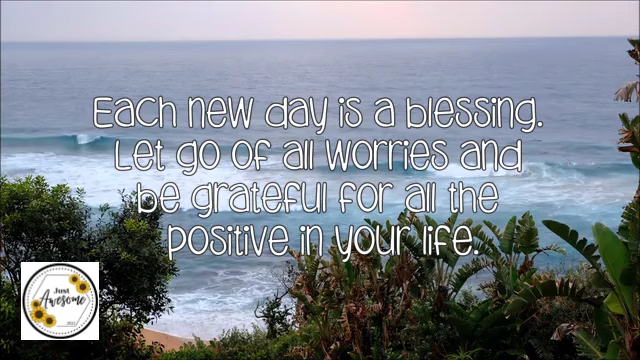 Each new day is a blessing.
Let go of all worries and
be grateful for all the
positive in your life.
Just
Awesome